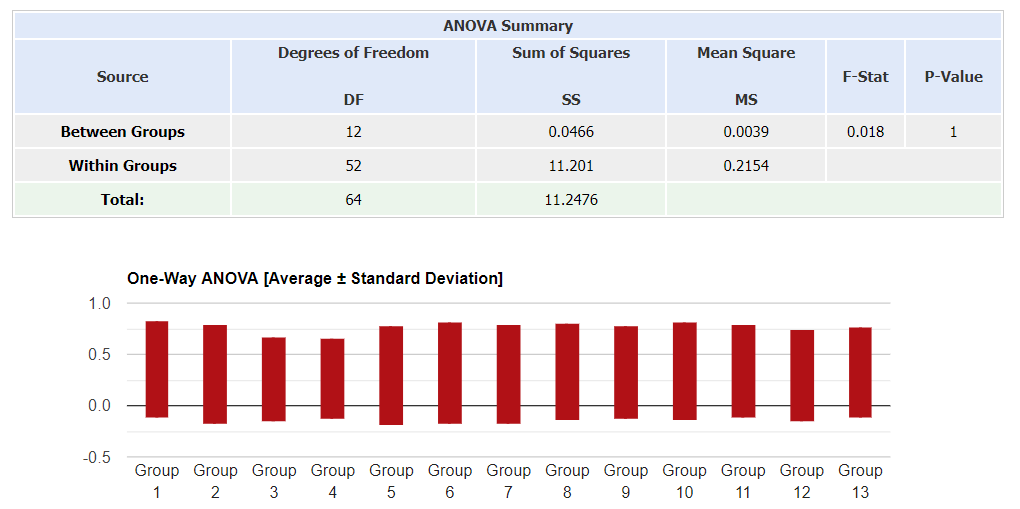 ANOVA Summary
Source Degrees of Freedom DF Sum of Squares SS Mean Square MS F-Stat P-Value
Between Groups 12 0.0466 0.0039 0.018 1
Within Groups 52 11.201 0.2154
Total: 64 11.2476
One-Way ANOVA [Average ± Standard Deviation]
1.0
0.5
0.0
-0.5
Group 1 Group 2 Group 3 Group 4 Group 5 Group 6 Group 7 Group 8 Group 9 Group 10 Group 11 Group 12 Group 13